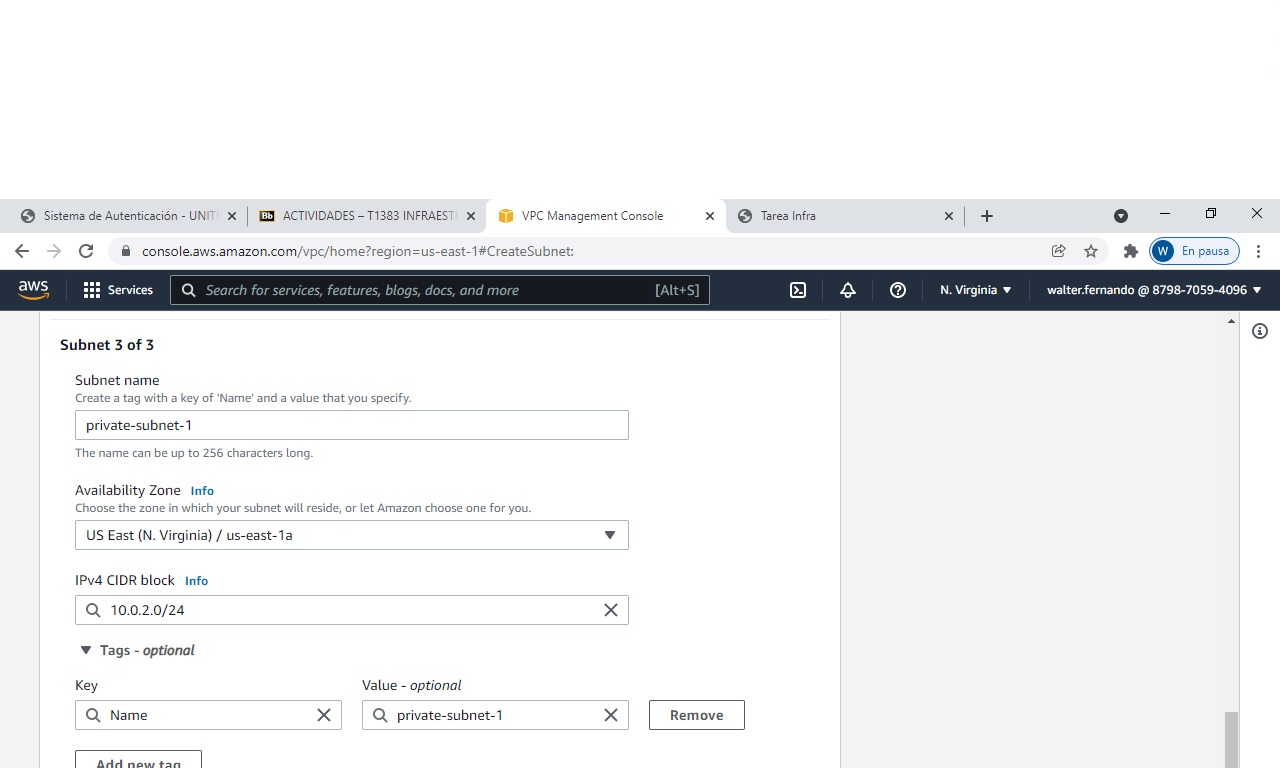 Sistema de Autenticación - UNIT
ACTIVIDADES – T1383 INFRAEST
VPC Management Console
Tarea Infra
console.aws.amazon.com/vpc/home?region=us-east-1#CreateSubnet:
W En pausa
aws
Services
Search for services, features, blogs, docs, and more [Alt+S]
N. Virginia
walter.fernando @ 8798-7059-4096
Subnet 3 of 3
Subnet name
Create a tag with a key of 'Name' and a value that you specify.
private-subnet-1
The name can be up to 256 characters long.
Availability Zone Info
Choose the zone in which your subnet will reside, or let Amazon choose one for you.
US East (N. Virginia) / us-east-1a
IPv4 CIDR block Info
10.0.2.0/24
Tags - optional
Key
Value - optional
Name
private-subnet-1
Remove
Add new tag